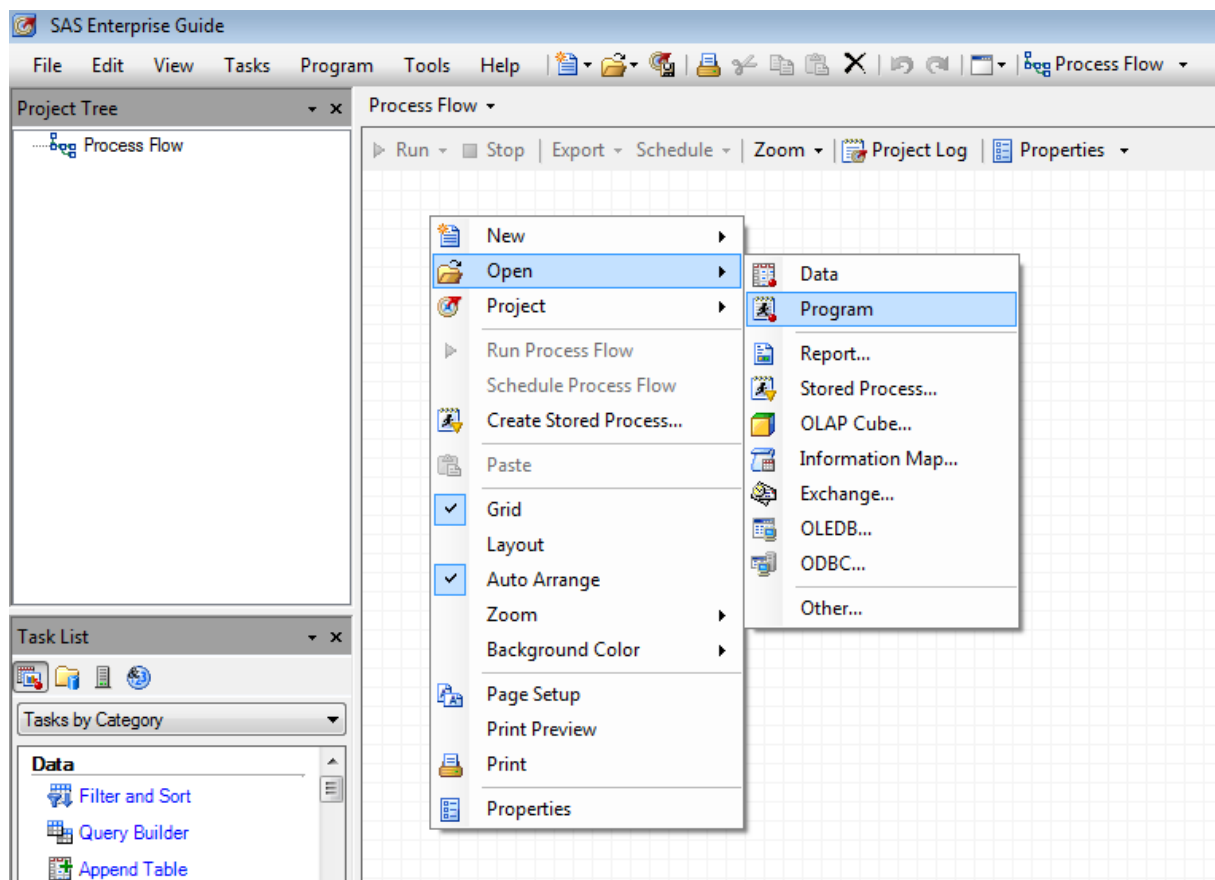 SAS Enterprise Guide
File Edit View Tasks Program Tools Help Process Flow
Project Tree
Process Flow
Process Flow
Run Stop Export Schedule Zoom Project Log Properties
New
Open
Project
Run Process Flow
Schedule Process Flow
Create Stored Process...
Paste
Grid
Layout
Auto Arrange
Zoom
Background Color
Page Setup
Print Preview
Print
Properties
Data
Program
Report...
Stored Process...
OLAP Cube...
Information Map...
Exchange...
OLEDB...
ODBC...
Other...
Task List
Tasks by Category
Data
Filter and Sort
Query Builder
Append Table